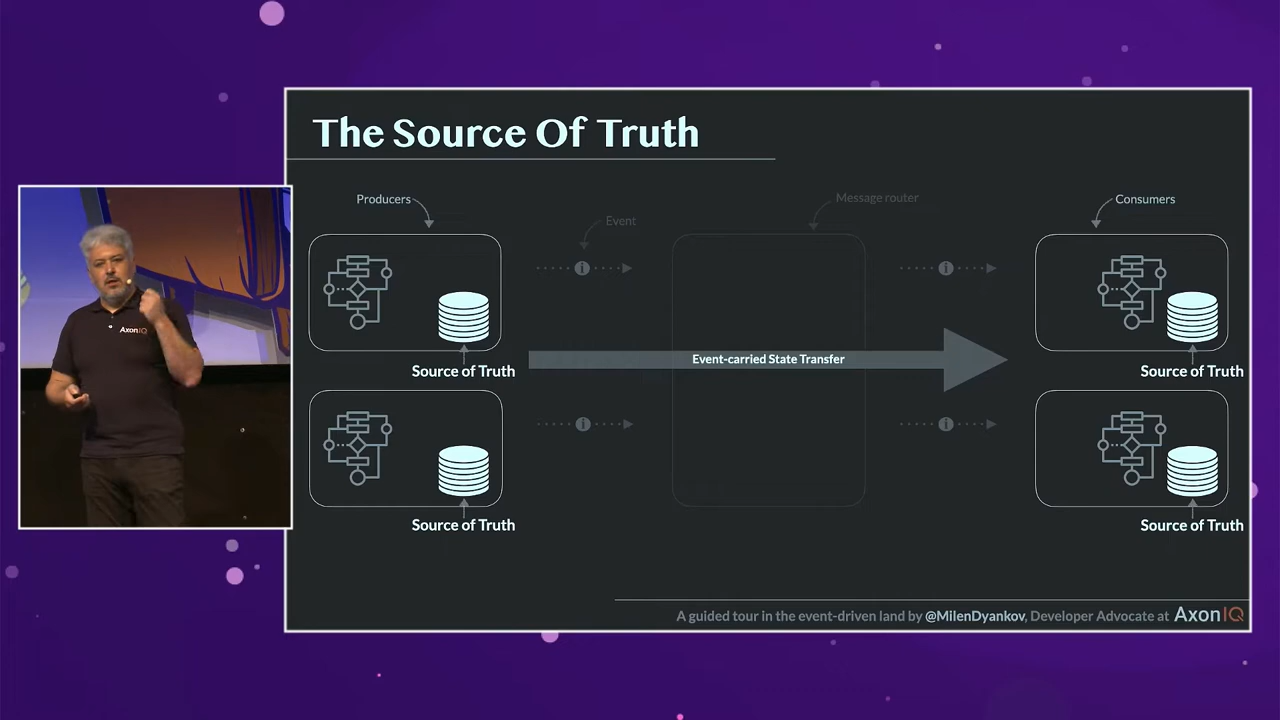 The Source Of Truth
Producers
Event
Message router
Consumers
AxonIQ
Event-carried State Transfer
Source of Truth
Source of Truth
Source of Truth
Source of Truth
A guided tour in the event-driven land by @MilenDyankov, Developer Advocate at AxonIQ